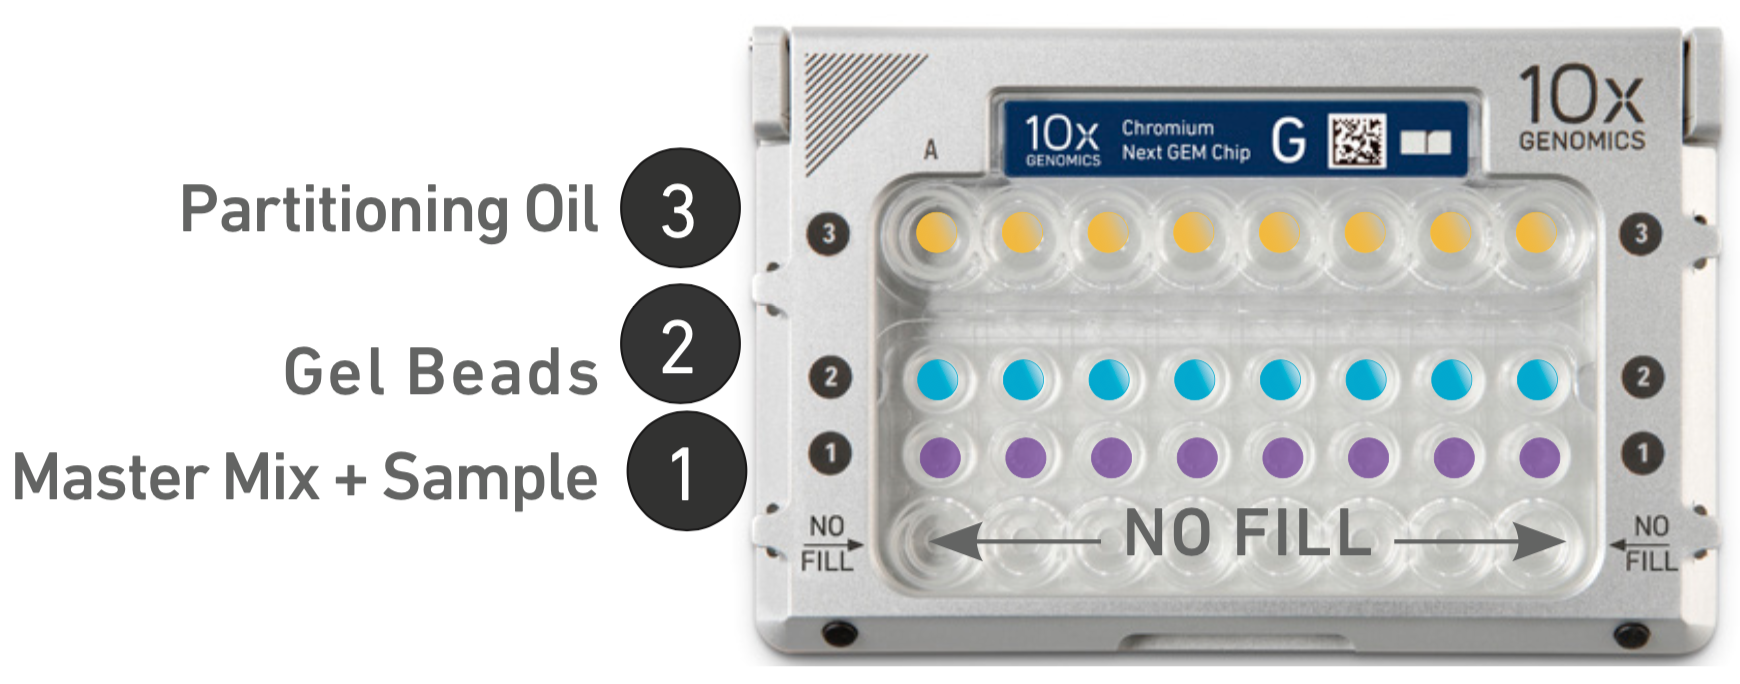 Partitioning Oil 3
Gel Beads 2
Master Mix + Sample 1
10x
GENOMICS
Chromium
Next GEM Chip
G
10x
GENOMICS
A
3 3
2 2
1 1
NO
FILL
NO FILL
NO
FILL